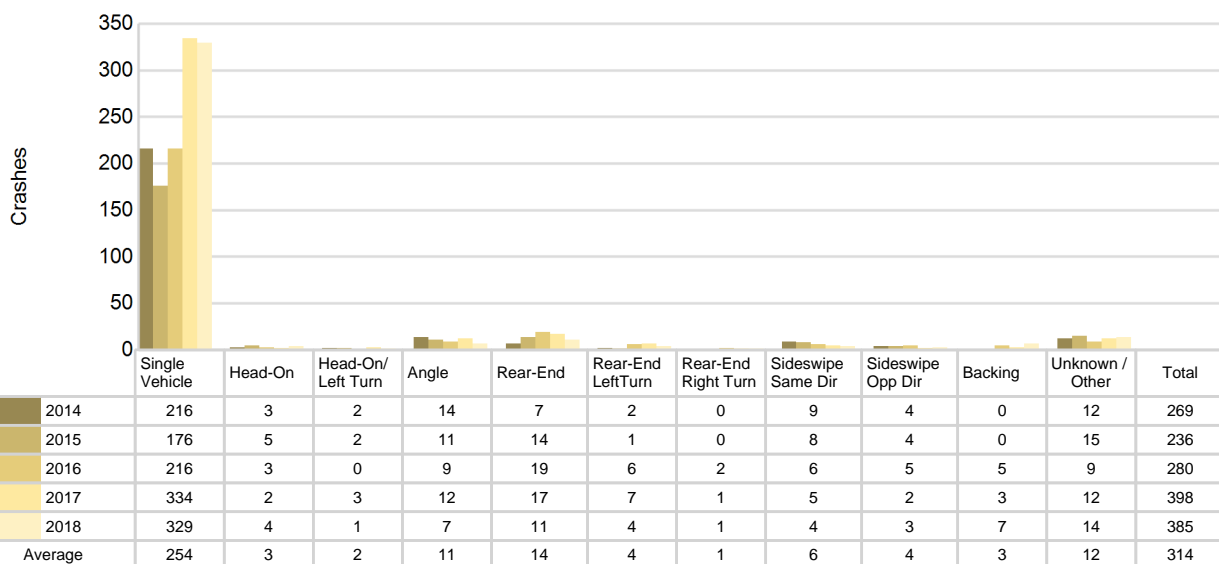 350
300
250
200
150
100
50
0
Crashes
Single Vehicle Head-On Head-On/ Left Turn Angle Rear-End Rear-End LeftTurn Rear-End Right Turn Sideswipe Same Dir Sideswipe Opp Dir Backing Unknown / Other Total
2014 216 3 2 14 7 2 0 9 4 0 12 269
2015 176 5 2 11 14 1 0 8 4 0 15 236
2016 216 3 0 9 19 6 2 6 5 5 9 280
2017 334 2 3 12 17 7 1 5 2 3 12 398
2018 329 4 1 7 11 4 1 4 3 7 14 385
Average 254 3 2 11 14 4 1 6 4 3 12 314